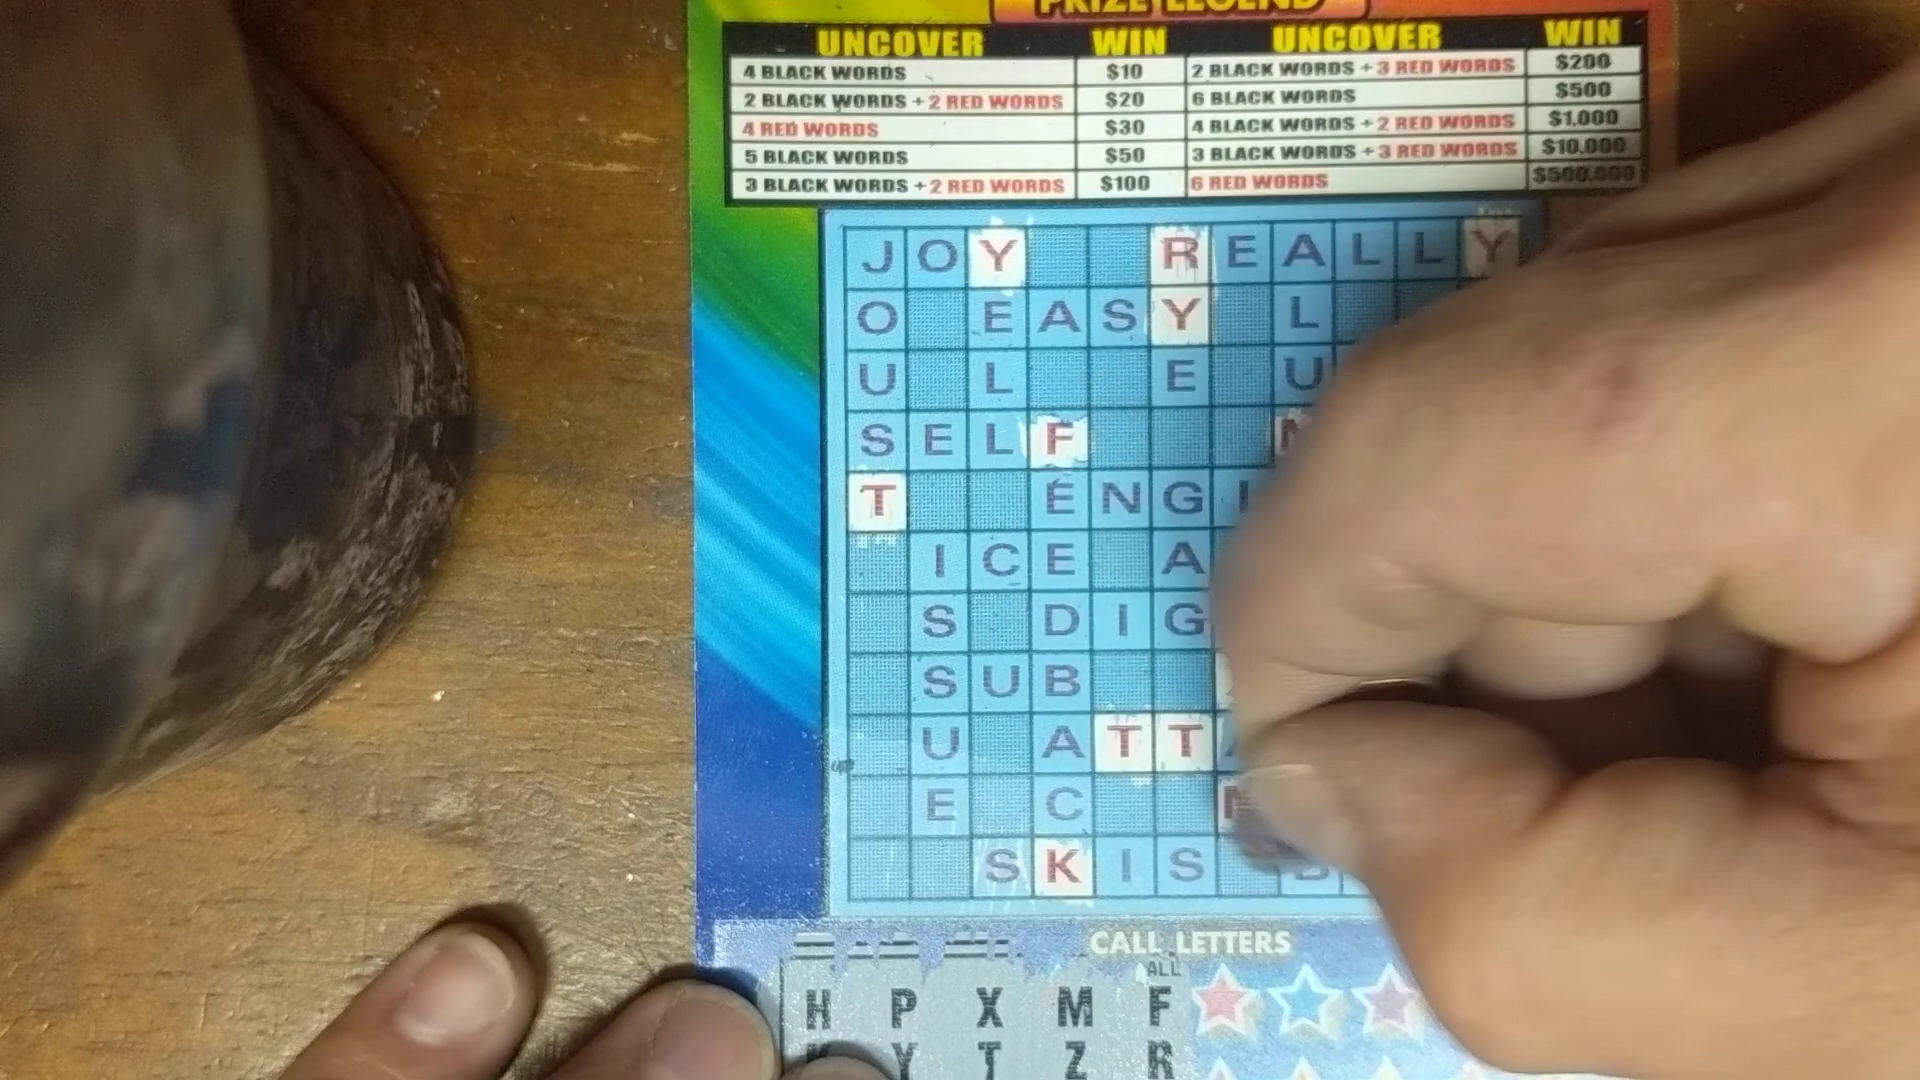 PRIZE LEGEND
UNCOVER WIN UNCOVER WIN
4 BLACK WORDS $10 2 BLACK WORDS + 3 RED WORDS $200
2 BLACK WORDS + 2 RED WORDS $20 6 BLACK WORDS $500
4 RED WORDS $30 4 BLACK WORDS + 2 RED WORDS $1,000
5 BLACK WORDS $50 3 BLACK WORDS + 3 RED WORDS $10,000
3 BLACK WORDS + 2 RED WORDS $100 6 RED WORDS $500,000
J O Y R E A L L Y
O E A S Y L
U L E U
S E L F
T E N G I
I C E A
S D I G
S U B
U A T T
E C
S K I S B
CALL LETTERS
ALL
H P X M F
Y T Z R